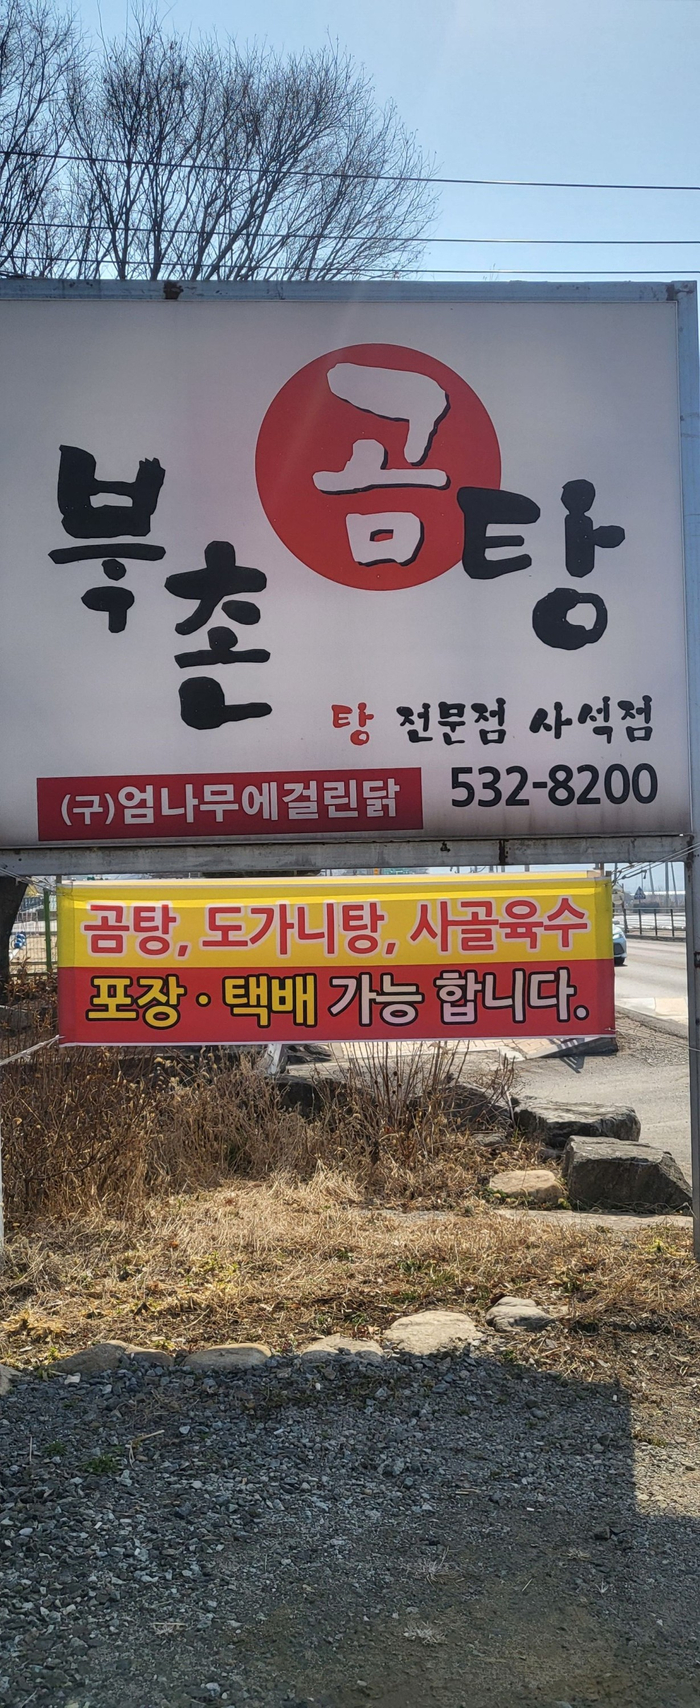 북촌 곰탕
탕 전문점 사석점
(구)엄나무에걸린닭 532-8200
곰탕, 도가니탕, 사골육수
포장·택배 가능 합니다.